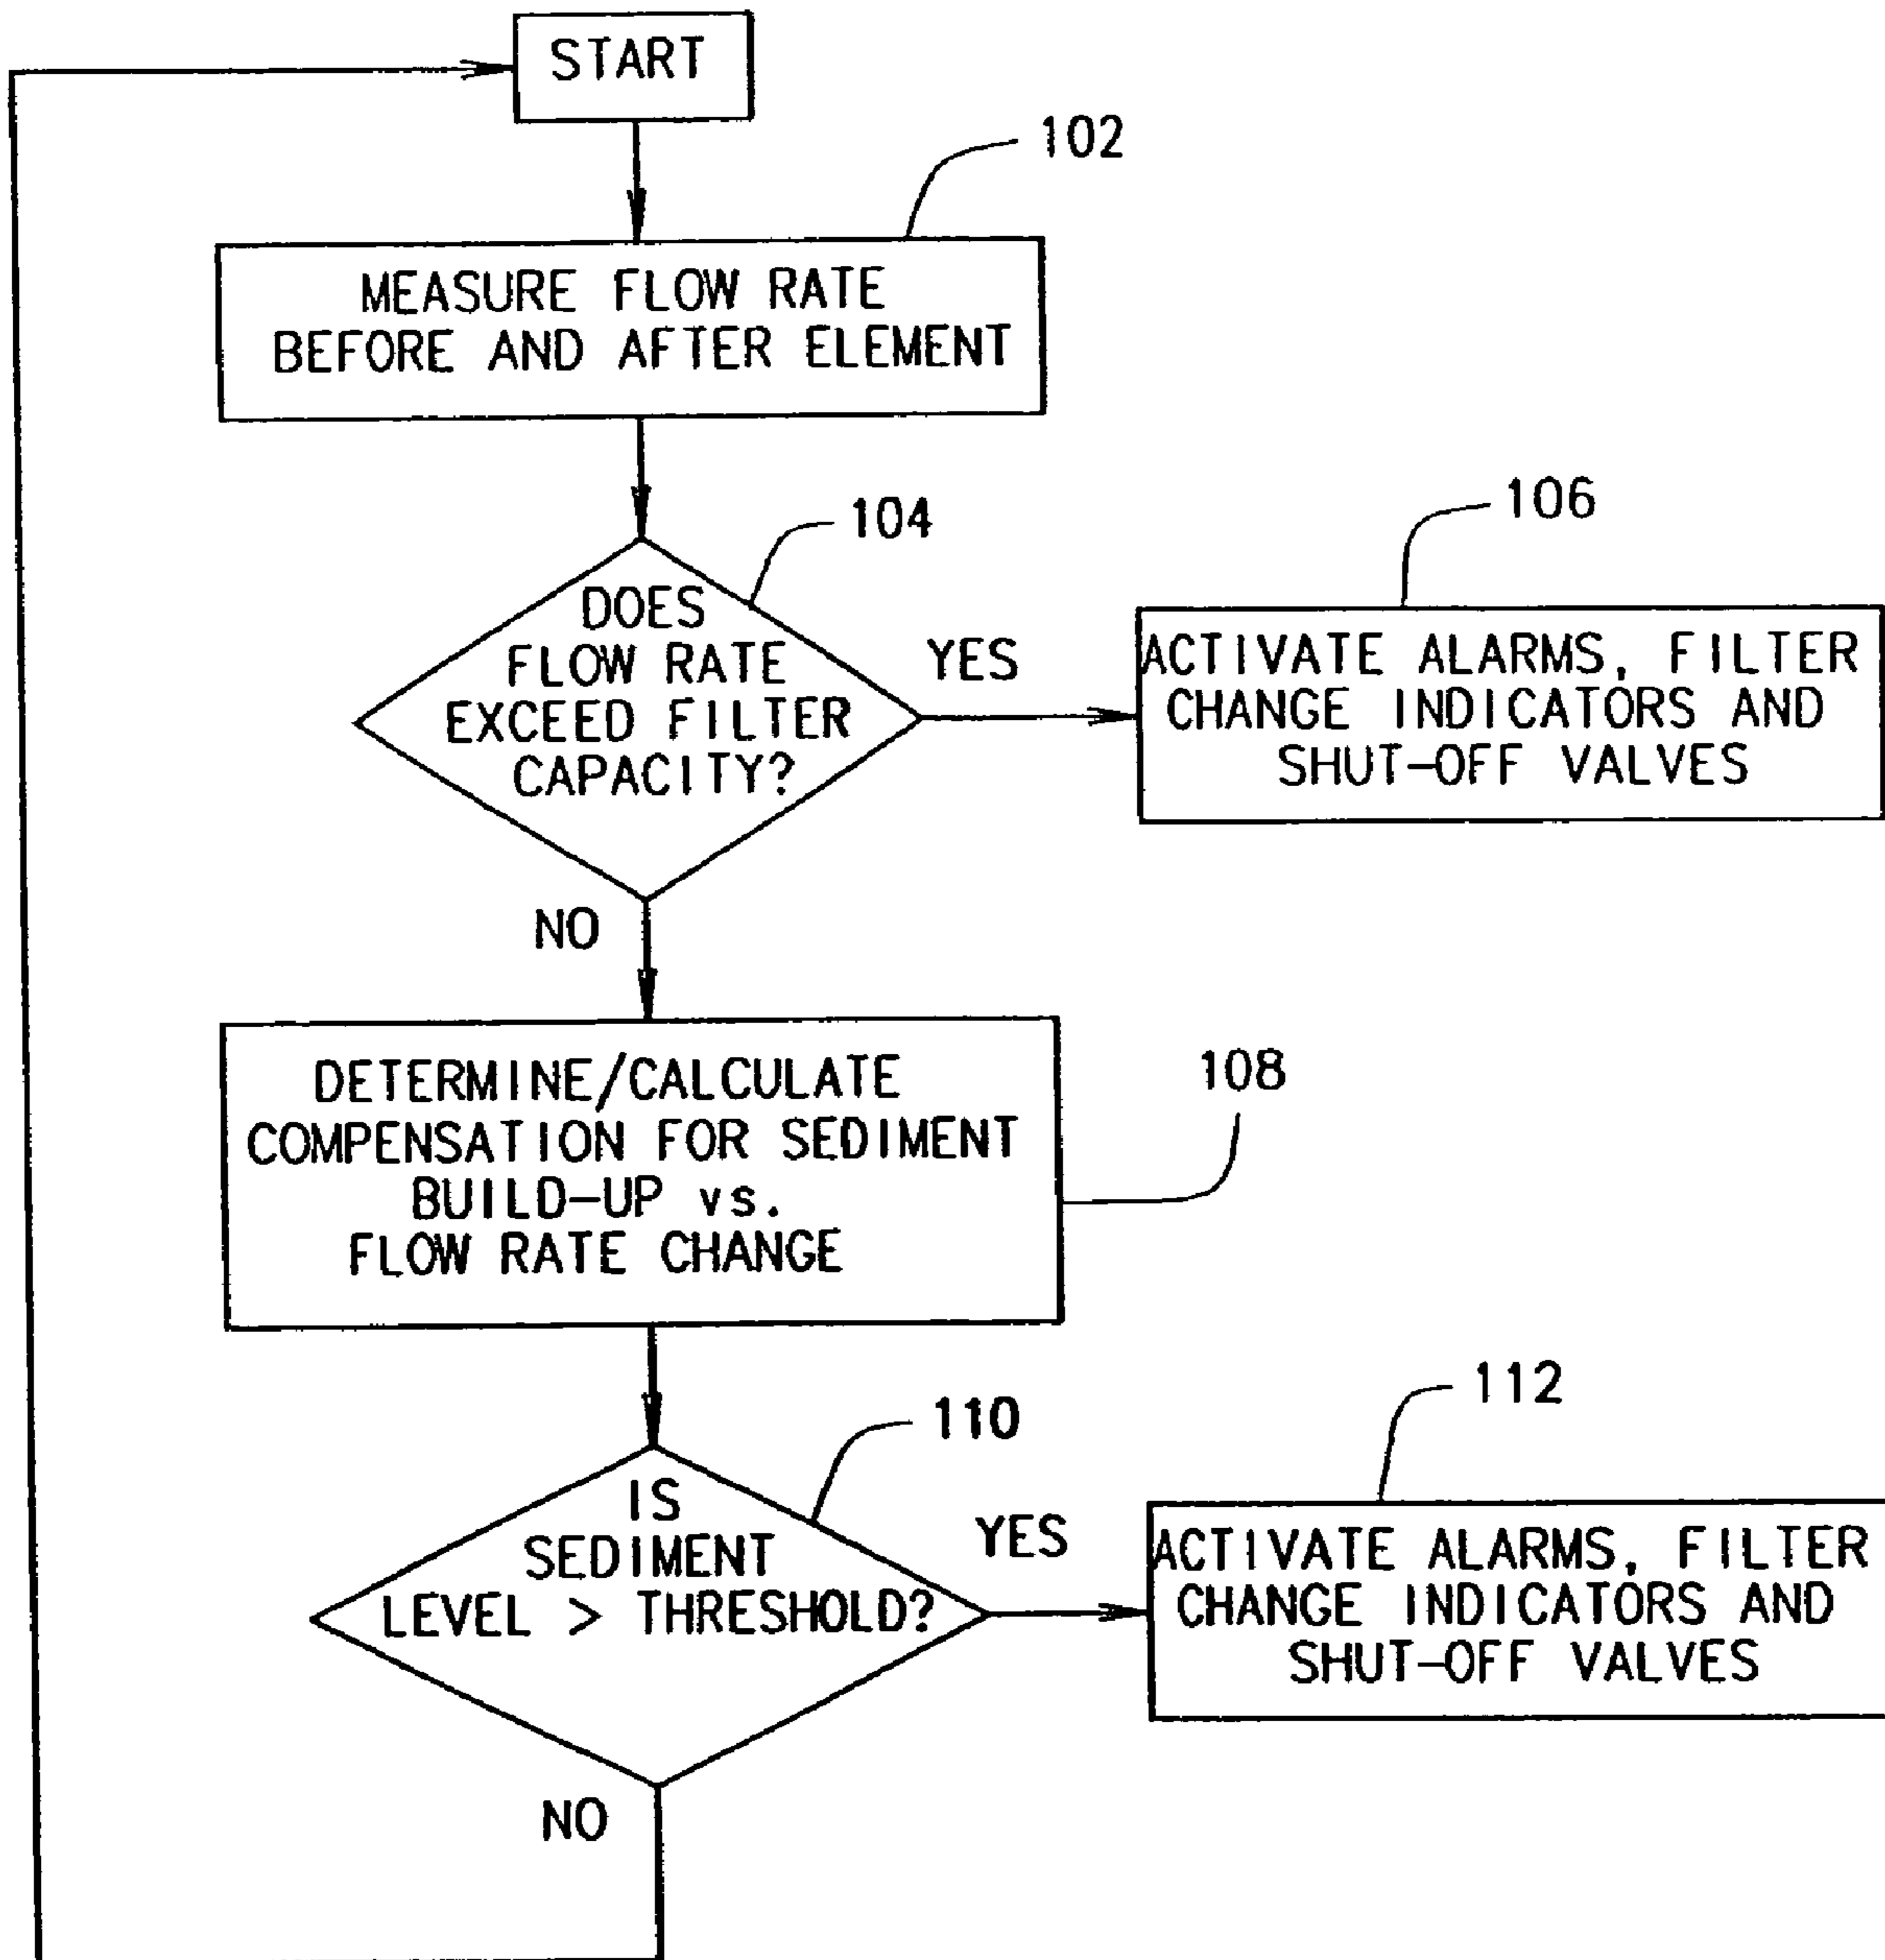 START
102
MEASURE FLOW RATE
BEFORE AND AFTER ELEMENT
104
DOES
FLOW RATE
EXCEED FILTER
CAPACITY?
YES
106
ACTIVATE ALARMS, FILTER
CHANGE INDICATORS AND
SHUT-OFF VALVES
NO
108
DETERMINE/CALCULATE
COMPENSATION FOR SEDIMENT
BUILD-UP vs.
FLOW RATE CHANGE
110
IS
SEDIMENT
LEVEL > THRESHOLD?
YES
112
ACTIVATE ALARMS, FILTER
CHANGE INDICATORS AND
SHUT-OFF VALVES
NO